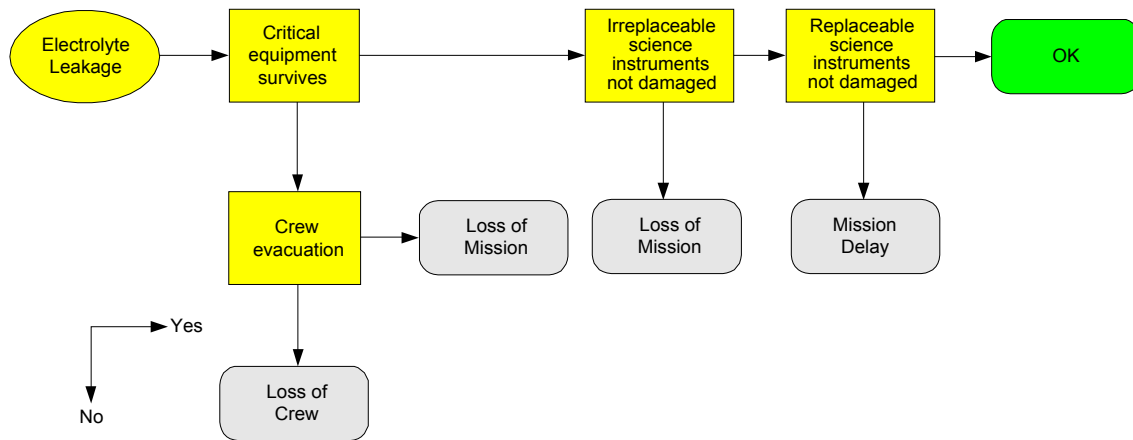 Electrolyte
Leakage
Critical
equipment
survives
Irreplaceable
science
instruments
not damaged
Replaceable
science
instruments
not damaged
OK
Crew
evacuation
Loss of
Mission
Loss of
Mission
Mission
Delay
Yes
No
Loss of
Crew